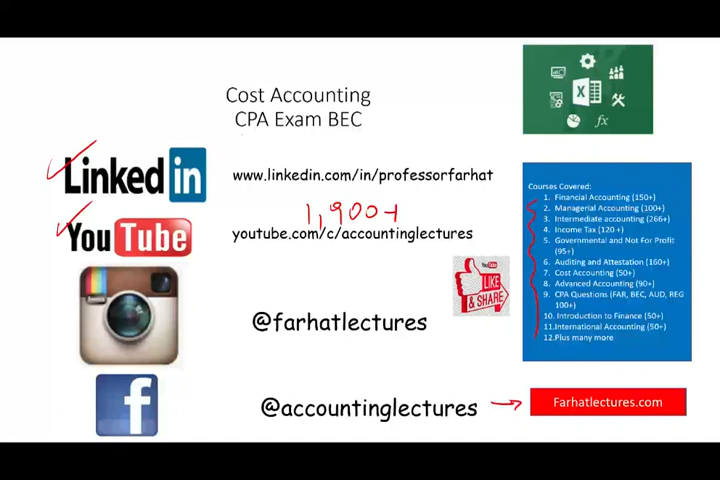 Cost Accounting
CPA Exam BEC
X
fx
Linkedin
www.linkedin.com/in/professorfarhat
1,900+
YouTube
youtube.com/c/accountinglectures
Courses Covered:
1. Financial Accounting (150+)
2. Managerial Accounting (100+)
3. Intermediate accounting (266+)
4. Income Tax (120 +)
5. Governmental and Not For Profit
(95+)
6. Auditing and Attestation (160+)
7. Cost Accounting (50+)
8. Advanced Accounting (90+)
9. CPA Questions (FAR, BEC, AUD, REG
100+)
10. Introduction to Finance (50+)
11.International Accounting (50+)
12.Plus many more
LIKE
& SHARE
@farhatlectures
f
@accountinglectures
Farhatlectures.com